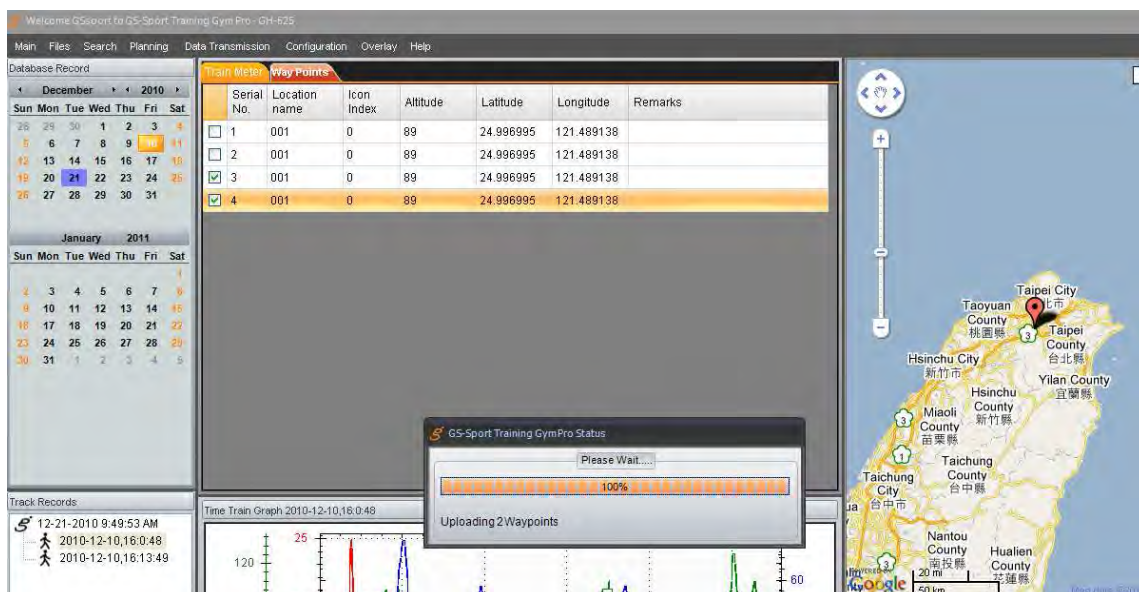 Welcome GSsport to GS-Sport Training Gym Pro - GH-625
Main Files Search Planning Data Transmission Configuration Overlay Help
Database Record
December 2010
Sun Mon Tue Wed Thu Fri Sat
28 29 30 1 2 3 4
5 6 7 8 9 10 11
12 13 14 15 16 17 18
19 20 21 22 23 24 25
26 27 28 29 30 31
January 2011
Sun Mon Tue Wed Thu Fri Sat
1
2 3 4 5 6 7 8
9 10 11 12 13 14 15
16 17 18 19 20 21 22
23 24 25 26 27 28 29
30 31 1 2 3 4 5
Track Records
12-21-2010 9:49:53 AM
2010-12-10,16:0:48
2010-12-10,16:13:49
Train Meter Way Points
Serial No. Location name Icon Index Altitude Latitude Longitude Remarks
1 001 0 89 24.996995 121.489138
2 001 0 89 24.996995 121.489138
3 001 0 89 24.996995 121.489138
4 001 0 89 24.996995 121.489138
GS-Sport Training GymPro Status
Please Wait.....
100%
Uploading 2 Waypoints
Time Train Graph 2010-12-10,16:0:48
25
120
60
Taipei City
北市
Taoyuan
County
桃園縣
3
Taipei
County
台北縣
Hsinchu City
新竹市
Yilan County
宜蘭縣
Hsinchu
County
新竹縣
3
Miaoli
County
苗栗縣
1
Taichung
County
台中縣
Taichung
City
台中市
ua
Nantou
County
南投縣
3
Hualien
County
花蓮縣
Google
20 mi
50 km